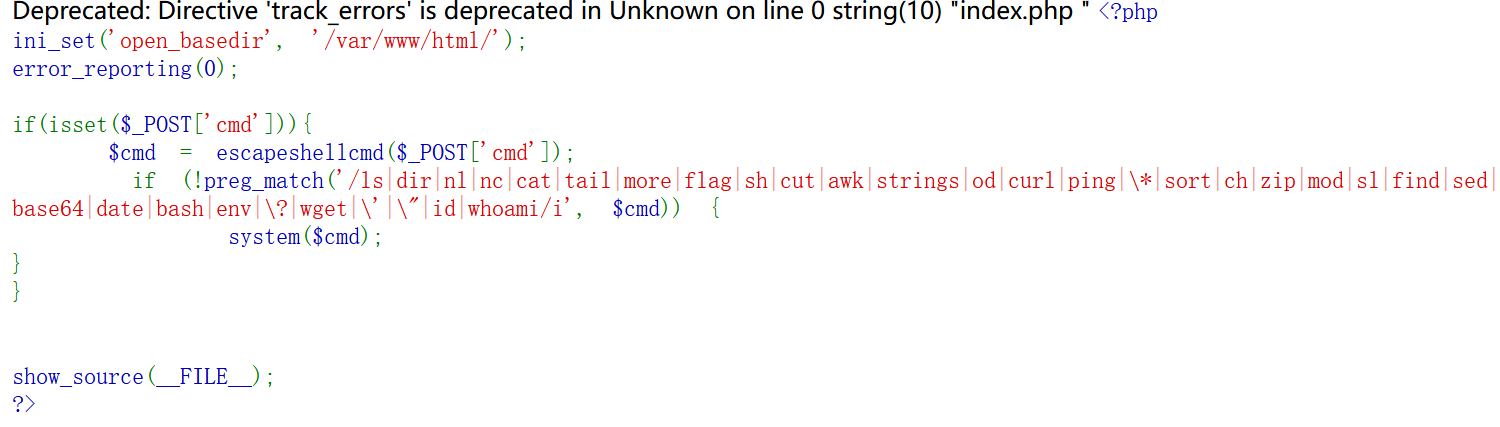 Deprecated: Directive 'track_errors' is deprecated in Unknown on line 0 string(10) "index.php " <?php
ini_set('open_basedir', '/var/www/html/');
error_reporting(0);
if(isset($_POST['cmd'])){
$cmd = escapeshellcmd($_POST['cmd']);
if (!preg_match('/ls|dir|nl|nc|cat|tail|more|flag|sh|cut|awk|strings|od|curl|ping|\*|sort|ch|zip|mod|sl|find|sed|
base64|date|bash|env|\?|wget|\'|\"|id|whoami/i', $cmd)) {
system($cmd);
}
}
show_source(__FILE__);
?>